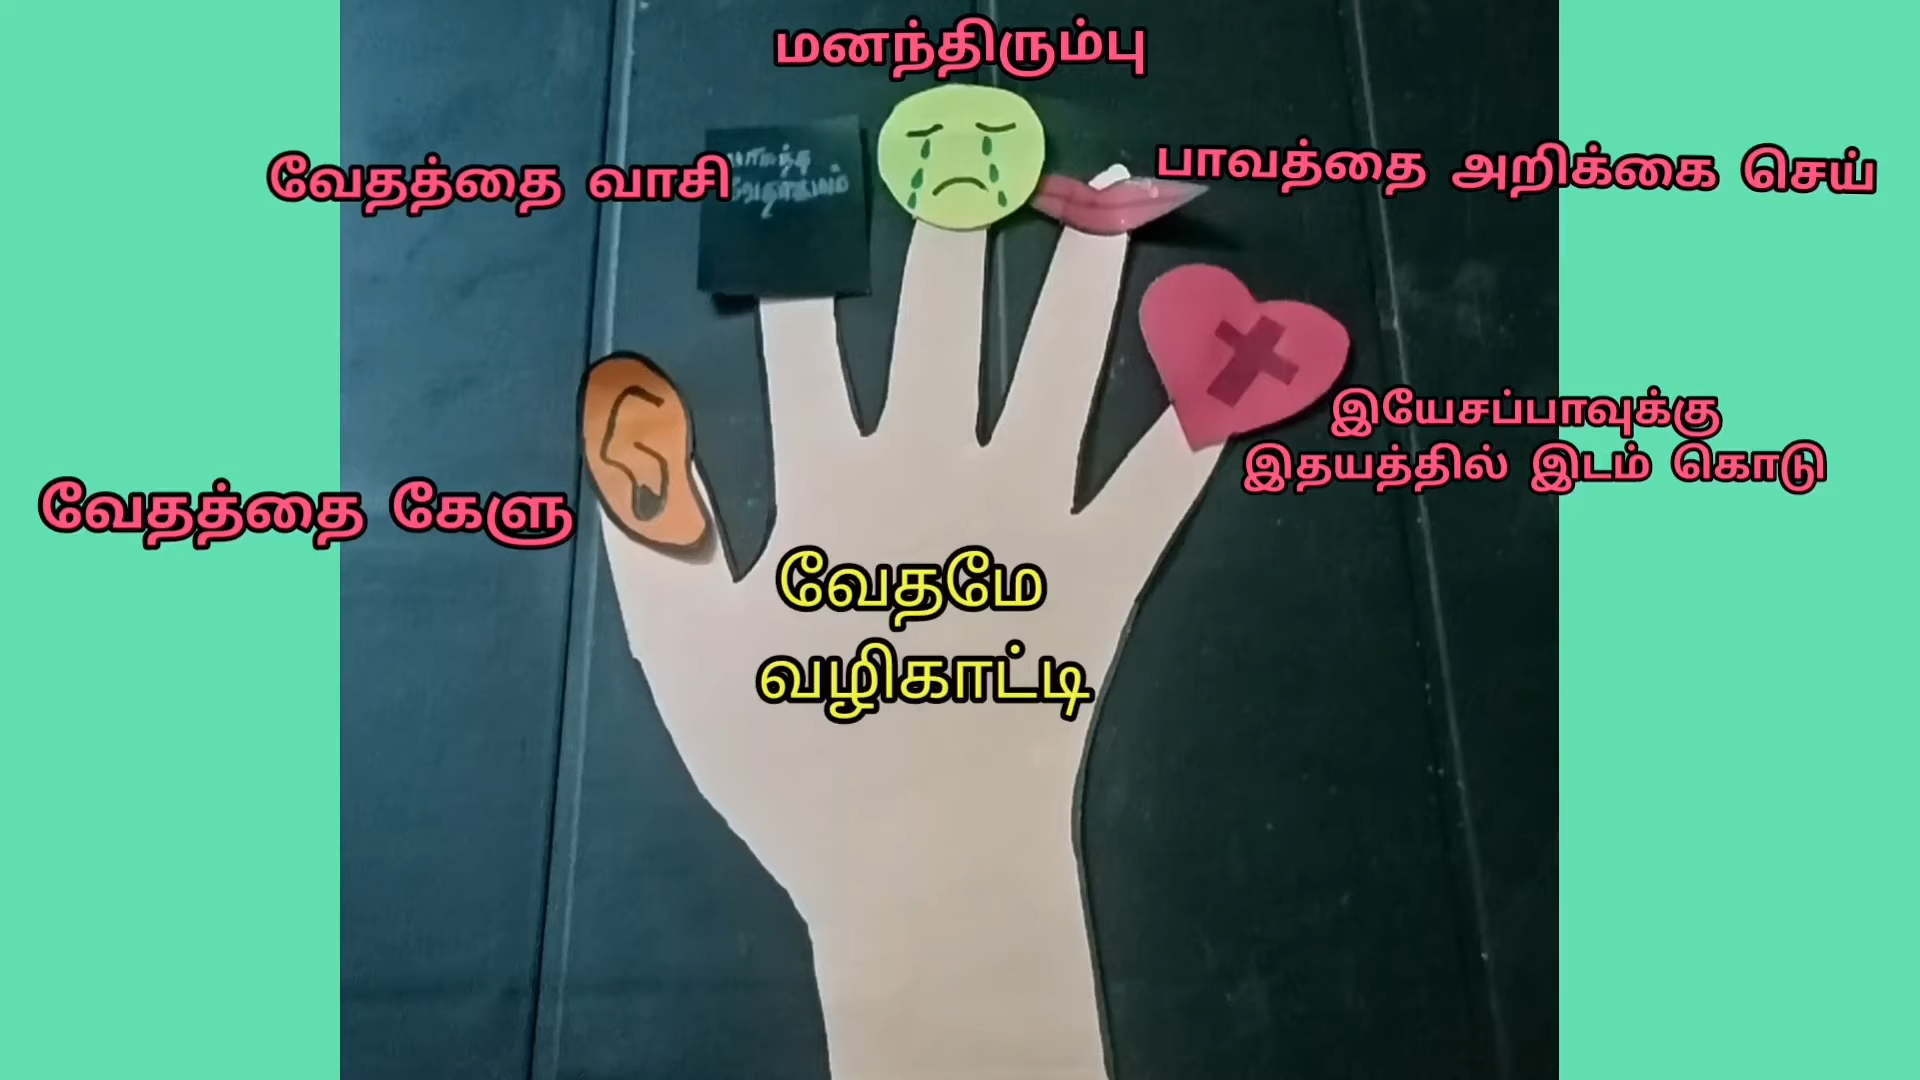 மனந்திரும்பு
வேதத்தை வாசி
பாவத்தை அறிக்கை செய்
இயேசப்பாவுக்கு
இதயத்தில் இடம் கொடு
வேதத்தை கேளு
வேதமே
வழிகாட்டி